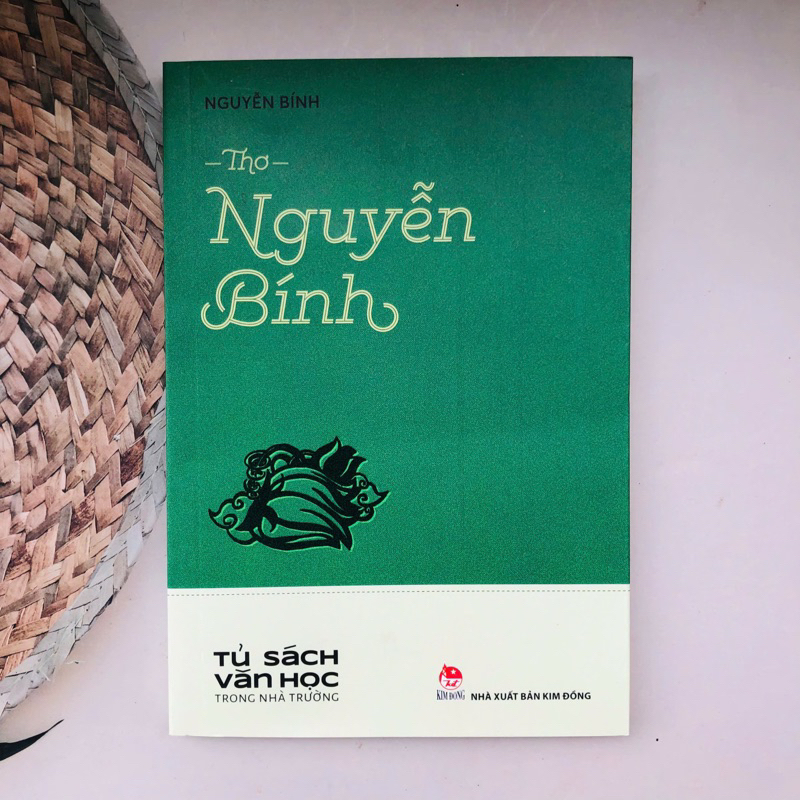 NGUYỄN BÍNH
Thơ
Nguyễn
Bính
TỦ SÁCH
VĂN HỌC
TRONG NHÀ TRƯỜNG
KIM ĐỒNG
NHÀ XUẤT BẢN KIM ĐỒNG